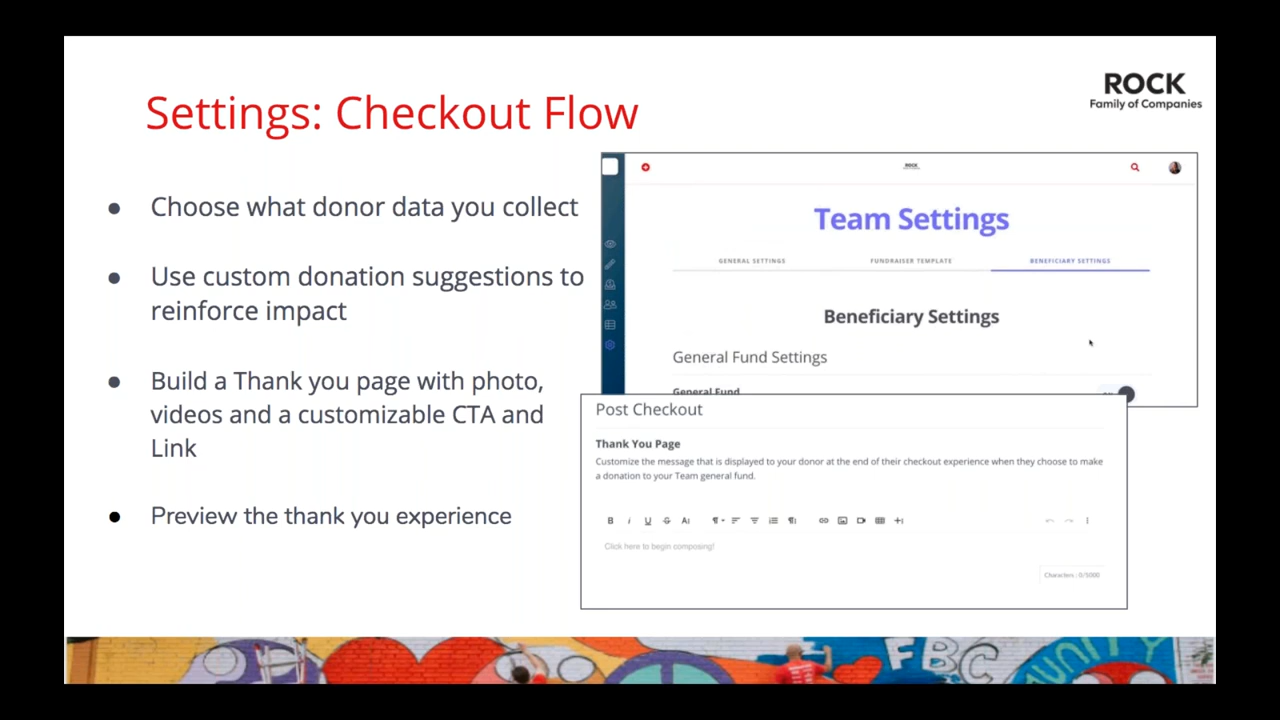 Settings: Checkout Flow
ROCK
Family of Companies
● Choose what donor data you collect
● Use custom donation suggestions to
reinforce impact
● Build a Thank you page with photo,
videos and a customizable CTA and
Link
● Preview the thank you experience
ROCK
Team Settings
GENERAL SETTINGS
FUNDRAISER TEMPLATE
BENEFICIARY SETTINGS
Beneficiary Settings
General Fund Settings
General Fund
Post Checkout
Thank You Page
Customize the message that is displayed to your donor at the end of their checkout experience when they choose to make
a donation to your Team general fund.
Click here to begin composing!
Characters : 0/5000
FBC